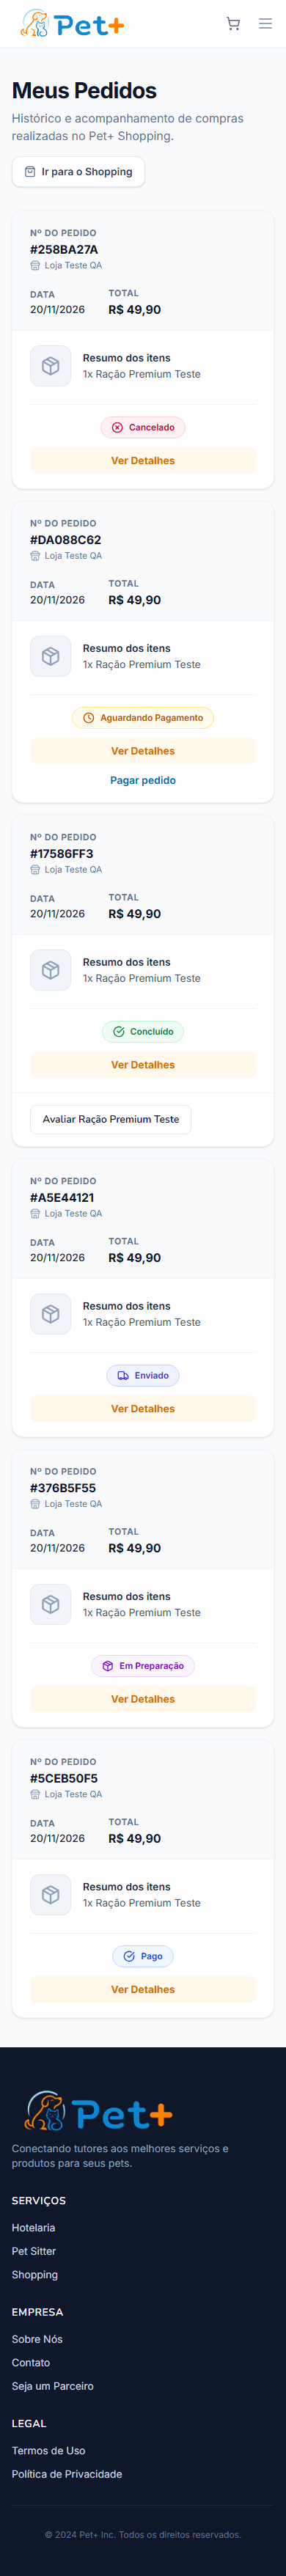 Pet+
Meus Pedidos
Histórico e acompanhamento de compras
realizadas no Pet+ Shopping.
Ir para o Shopping
Nº DO PEDIDO
#258BA27A
Loja Teste QA
DATA
20/11/2026
TOTAL
R$ 49,90
Resumo dos itens
1x Ração Premium Teste
Cancelado
Ver Detalhes
Nº DO PEDIDO
#DA088C62
Loja Teste QA
DATA
20/11/2026
TOTAL
R$ 49,90
Resumo dos itens
1x Ração Premium Teste
Aguardando Pagamento
Ver Detalhes
Pagar pedido
Nº DO PEDIDO
#17586FF3
Loja Teste QA
DATA
20/11/2026
TOTAL
R$ 49,90
Resumo dos itens
1x Ração Premium Teste
Concluído
Ver Detalhes
Avaliar Ração Premium Teste
Nº DO PEDIDO
#A5E44121
Loja Teste QA
DATA
20/11/2026
TOTAL
R$ 49,90
Resumo dos itens
1x Ração Premium Teste
Enviado
Ver Detalhes
Nº DO PEDIDO
#376B5F55
Loja Teste QA
DATA
20/11/2026
TOTAL
R$ 49,90
Resumo dos itens
1x Ração Premium Teste
Em Preparação
Ver Detalhes
Nº DO PEDIDO
#5CEB50F5
Loja Teste QA
DATA
20/11/2026
TOTAL
R$ 49,90
Resumo dos itens
1x Ração Premium Teste
Pago
Ver Detalhes
Pet+
Conectando tutores aos melhores serviços e
produtos para seus pets.
SERVIÇOS
Hotelaria
Pet Sitter
Shopping
EMPRESA
Sobre Nós
Contato
Seja um Parceiro
LEGAL
Termos de Uso
Política de Privacidade
© 2024 Pet+ Inc. Todos os direitos reservados.